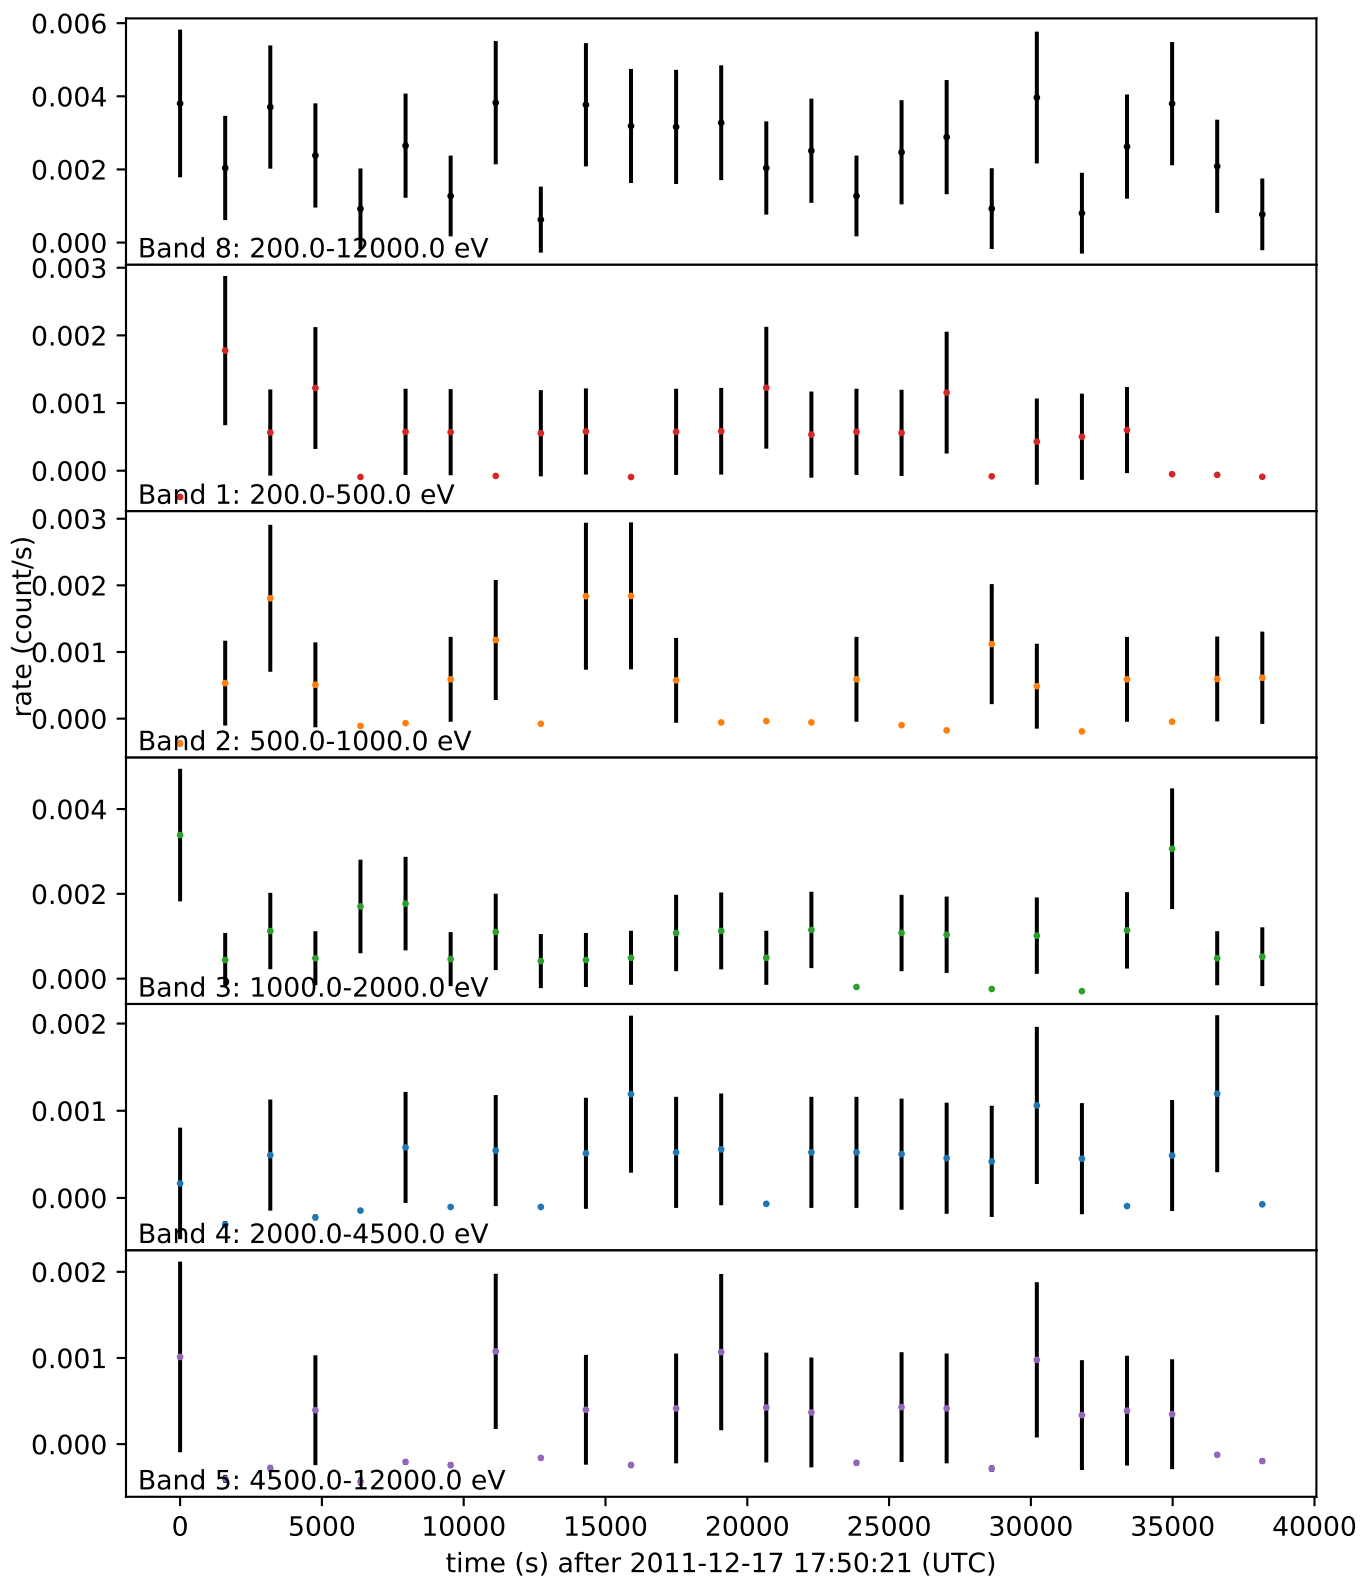 0.006
0.004
0.002
0.000
Band 8: 200.0-12000.0 eV
0.003
0.002
0.001
0.000
Band 1: 200.0-500.0 eV
rate (count/s)
0.003
0.002
0.001
0.000
Band 2: 500.0-1000.0 eV
0.004
0.002
0.000
Band 3: 1000.0-2000.0 eV
0.002
0.001
0.000
Band 4: 2000.0-4500.0 eV
0.002
0.001
0.000
Band 5: 4500.0-12000.0 eV
0 5000 10000 15000 20000 25000 30000 35000 40000
time (s) after 2011-12-17 17:50:21 (UTC)